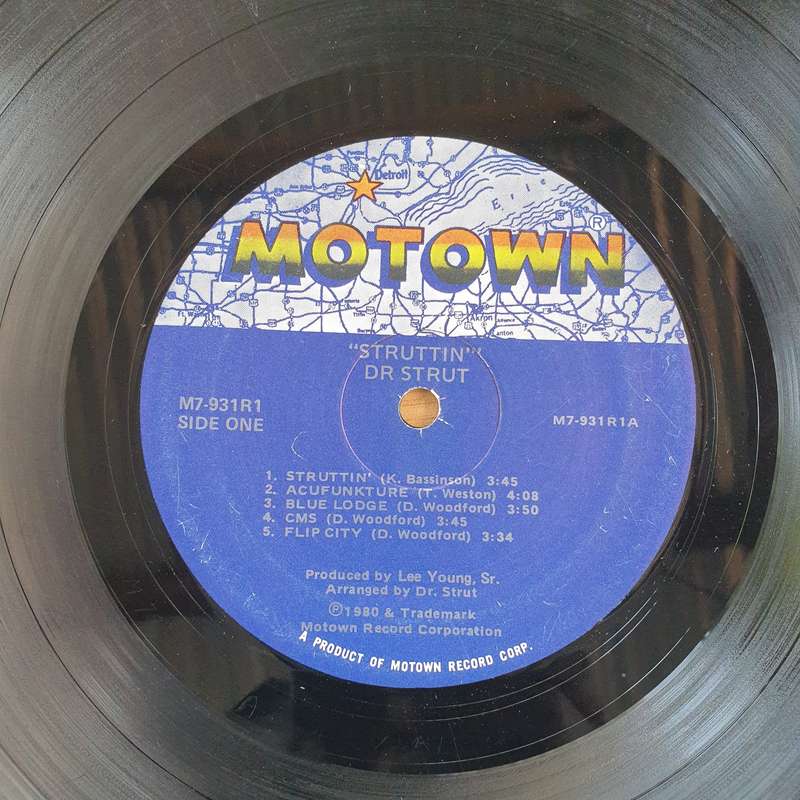 Detroit
Erie
MOTOWN®
Akron
"STRUTTIN'"
DR STRUT
M7-931R1
SIDE ONE
M7-931R1A
1. STRUTTIN' (K. Bassinson) 3:45
2. ACUFUNKTURE (T. Weston) 4:08
3. BLUE LODGE (D. Woodford) 3:50
4. CMS (D. Woodford) 3:45
5. FLIP CITY (D. Woodford) 3:34
Produced by Lee Young, Sr.
Arranged by Dr. Strut
℗1980 & Trademark
Motown Record Corporation
A PRODUCT OF MOTOWN RECORD CORP.